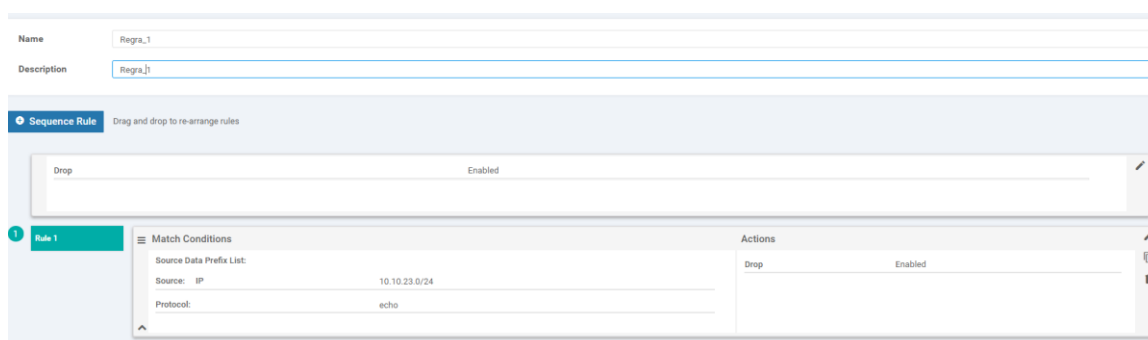 Name Regra_1
Description Regra_1
Sequence Rule Drag and drop to re-arrange rules
Drop Enabled
1 Rule 1 Match Conditions Actions
Source Data Prefix List:
Drop Enabled
Source: IP 10.10.23.0/24
Protocol: echo